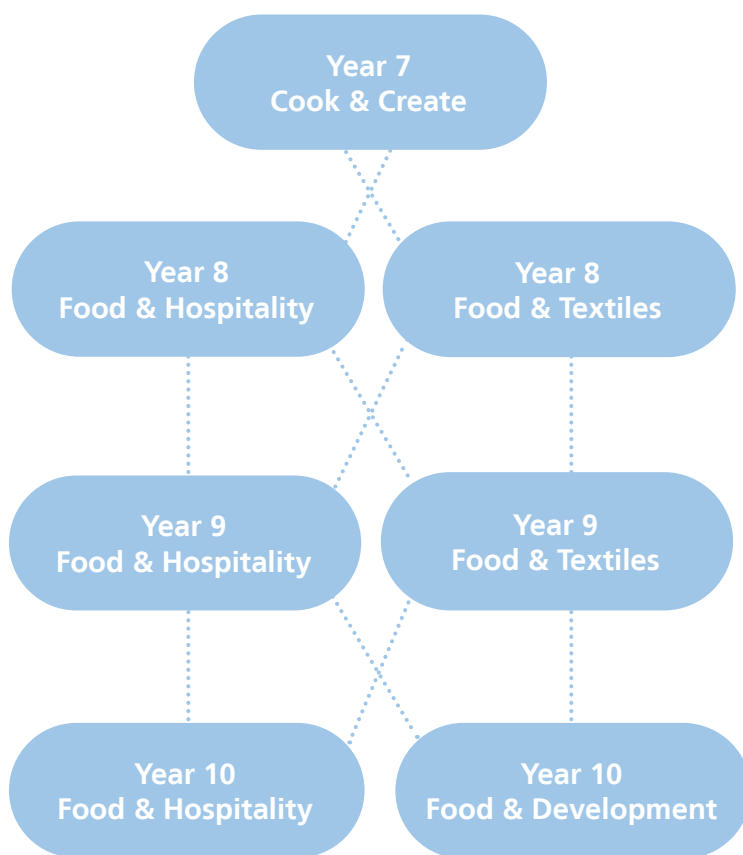 Year 7
Cook & Create
Year 8
Food & Hospitality
Year 8
Food & Textiles
Year 9
Food & Hospitality
Year 9
Food & Textiles
Year 10
Food & Hospitality
Year 10
Food & Development